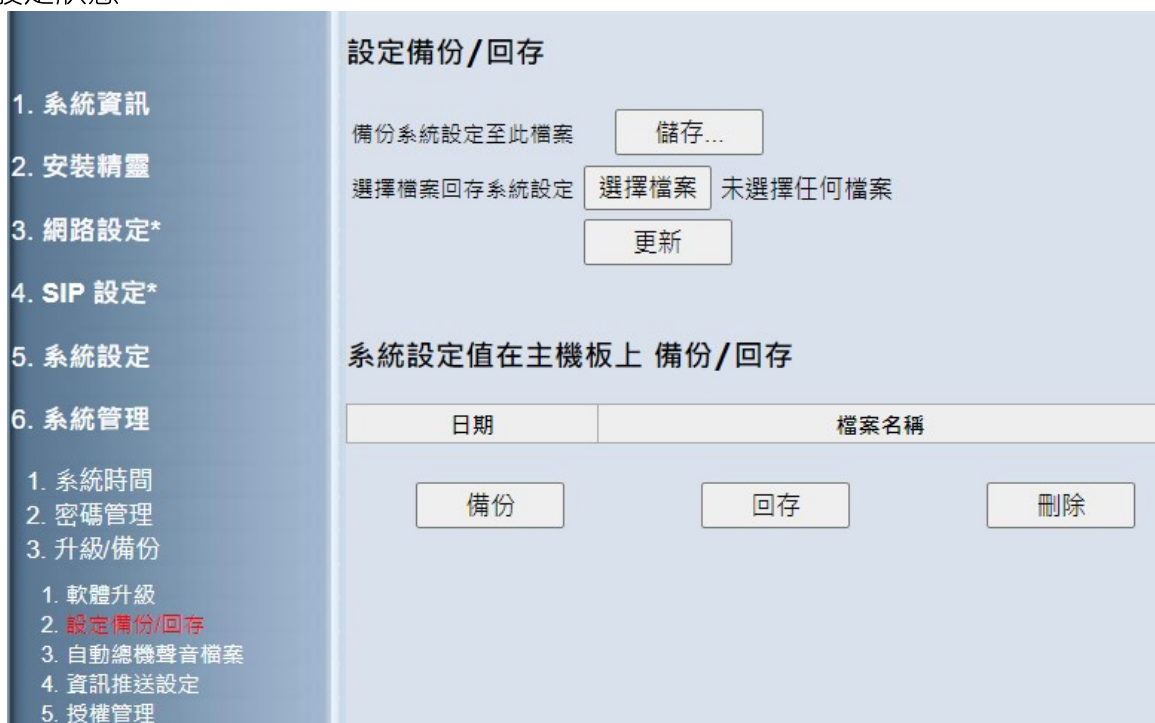 設定狀態
1. 系統資訊
2. 安裝精靈
3. 網路設定*
4. SIP 設定*
5. 系統設定
6. 系統管理
1. 系統時間
2. 密碼管理
3. 升級/備份
1. 軟體升級
2. 設定備份/回存
3. 自動總機聲音檔案
4. 資訊推送設定
5. 授權管理
設定備份/回存
備份系統設定至此檔案 儲存...
選擇檔案回存系統設定 選擇檔案 未選擇任何檔案
更新
系統設定值在主機板上 備份/回存
日期 檔案名稱
備份 回存 刪除